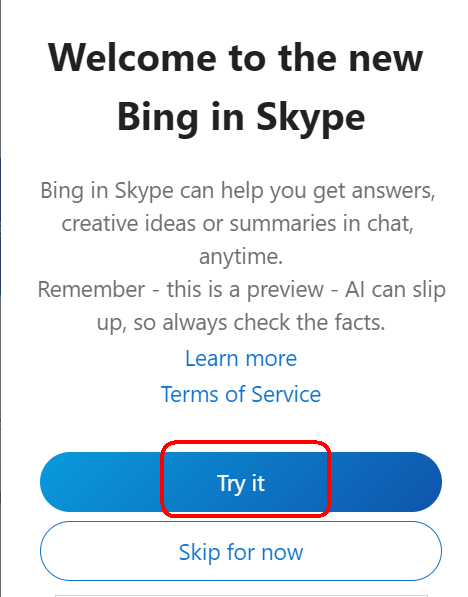 Welcome to the new
Bing in Skype
Bing in Skype can help you get answers,
creative ideas or summaries in chat,
anytime.
Remember - this is a preview - AI can slip
up, so always check the facts.
Learn more
Terms of Service
Try it
Skip for now